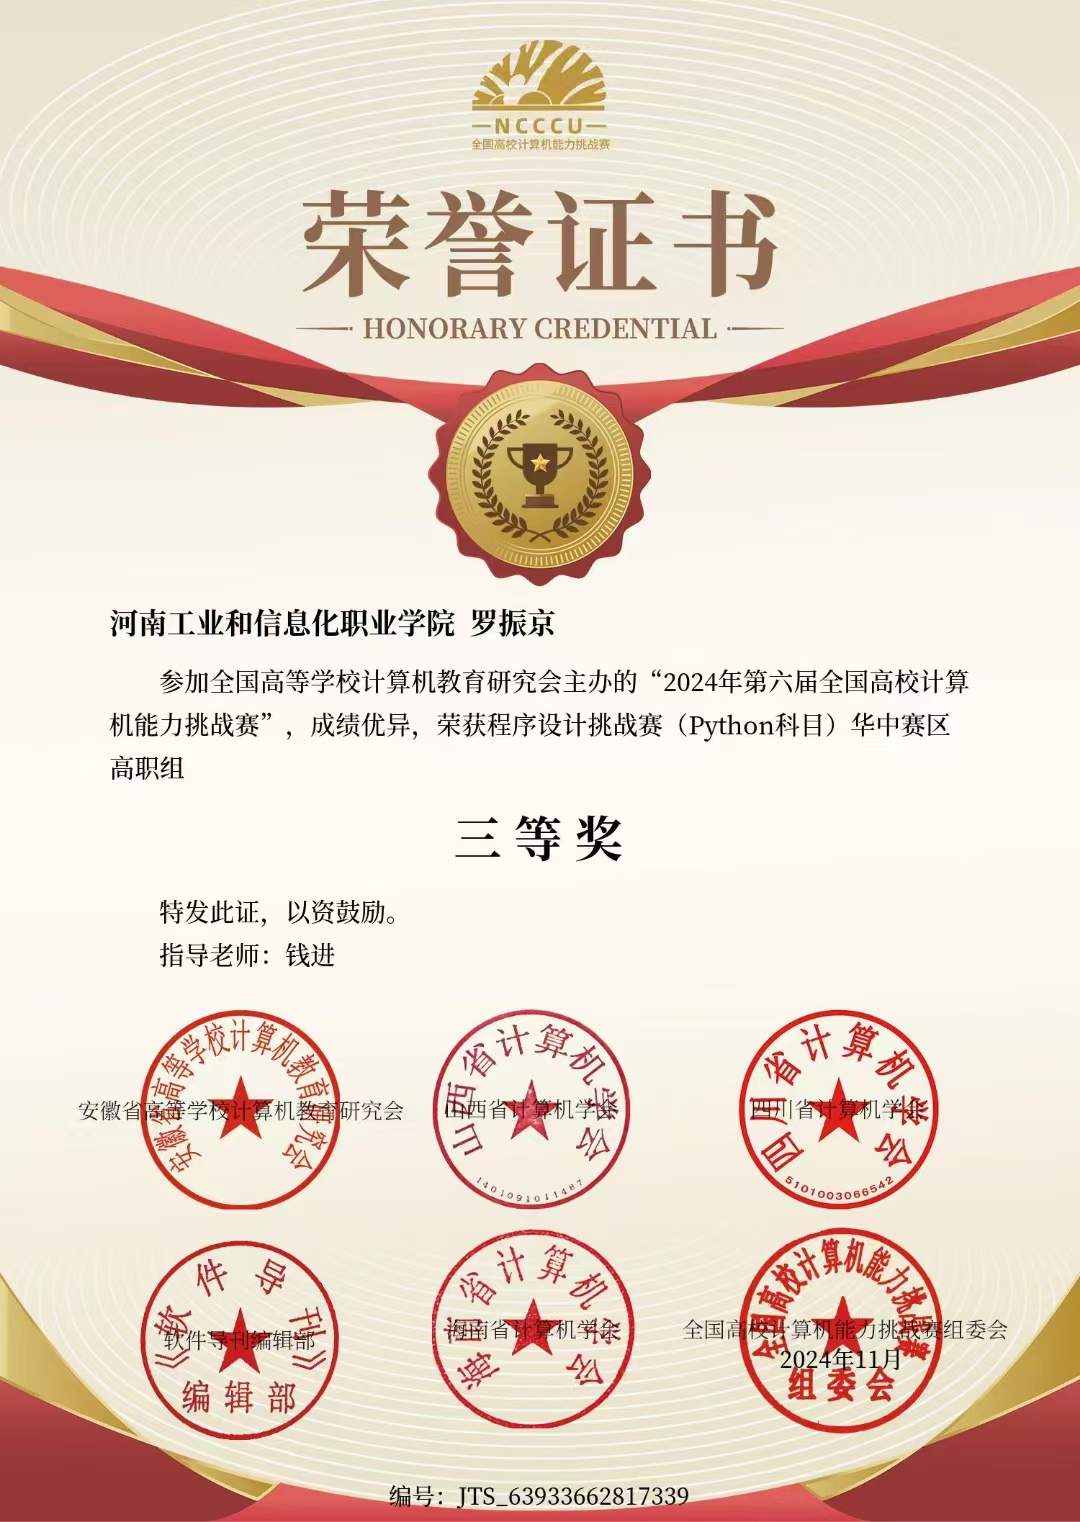 NCCCU
全国高校计算机能力挑战赛
荣誉证书
HONORARY CREDENTIAL
河南工业和信息化职业学院 罗振京
参加全国高等学校计算机教育研究会主办的“2024年第六届全国高校计算
机能力挑战赛”，成绩优异，荣获程序设计挑战赛（Python科目）华中赛区
高职组
三等奖
特发此证，以资鼓励。
指导老师：钱进
安徽省高等学校计算机教育研究会
安徽省高等学校计算机教育研究会
山西省计算机学会
山西省计算机学会
1401091011487
四川省计算机学会
四川省计算机学会
5101003066542
《软件导刊》
软件导刊编辑部
编辑部
海南省计算机学会
海南省计算机学会
全国高校计算机能力挑战赛
全国高校计算机能力挑战赛组委会
2024年11月
组委会
编号：JTS_63933662817339